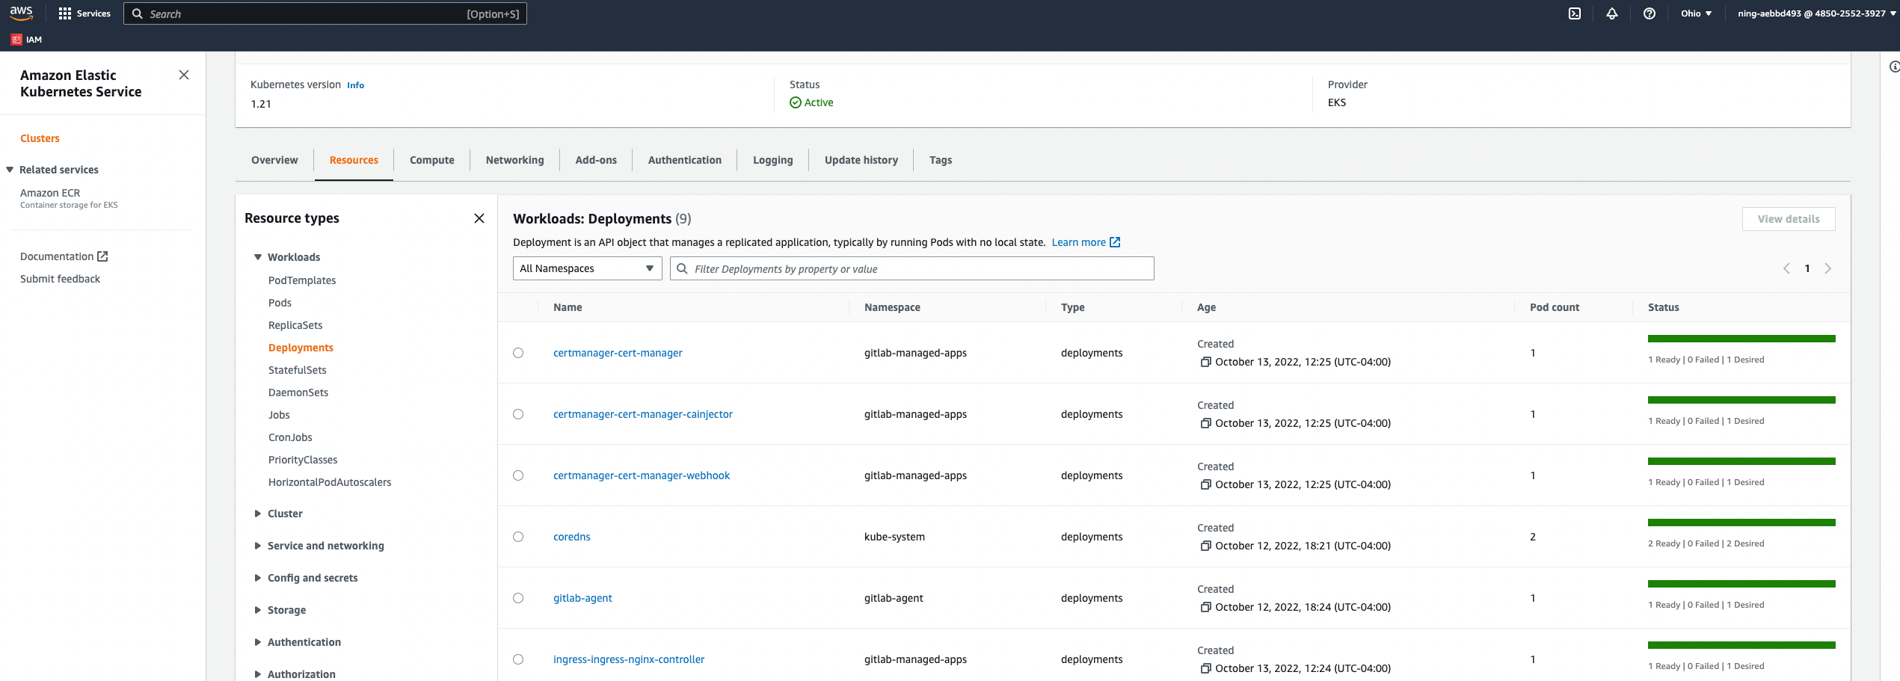 aws
Services
Search
[Option+S]
Ohio
ning-aebbd493 @ 4850-2552-3927
IAM
Amazon Elastic
Kubernetes Service
Clusters
Related services
Amazon ECR
Container storage for EKS
Documentation
Submit feedback
Kubernetes version Info
1.21
Status
Active
Provider
EKS
Overview
Resources
Compute
Networking
Add-ons
Authentication
Logging
Update history
Tags
Resource types
Workloads
PodTemplates
Pods
ReplicaSets
Deployments
StatefulSets
DaemonSets
Jobs
CronJobs
PriorityClasses
HorizontalPodAutoscalers
Cluster
Service and networking
Config and secrets
Storage
Authentication
Authorization
Workloads: Deployments (9)
View details
Deployment is an API object that manages a replicated application, typically by running Pods with no local state. Learn more
All Namespaces
Filter Deployments by property or value
1
Name Namespace Type Age Pod count Status
certmanager-cert-manager gitlab-managed-apps deployments Created 1
October 13, 2022, 12:25 (UTC-04:00) 1 Ready | 0 Failed | 1 Desired
certmanager-cert-manager-cainjector gitlab-managed-apps deployments Created 1
October 13, 2022, 12:25 (UTC-04:00) 1 Ready | 0 Failed | 1 Desired
certmanager-cert-manager-webhook gitlab-managed-apps deployments Created 1
October 13, 2022, 12:25 (UTC-04:00) 1 Ready | 0 Failed | 1 Desired
coredns kube-system deployments Created 2
October 12, 2022, 18:21 (UTC-04:00) 2 Ready | 0 Failed | 2 Desired
gitlab-agent gitlab-agent deployments Created 1
October 12, 2022, 18:24 (UTC-04:00) 1 Ready | 0 Failed | 1 Desired
ingress-ingress-nginx-controller gitlab-managed-apps deployments Created 1
October 13, 2022, 12:24 (UTC-04:00) 1 Ready | 0 Failed | 1 Desired